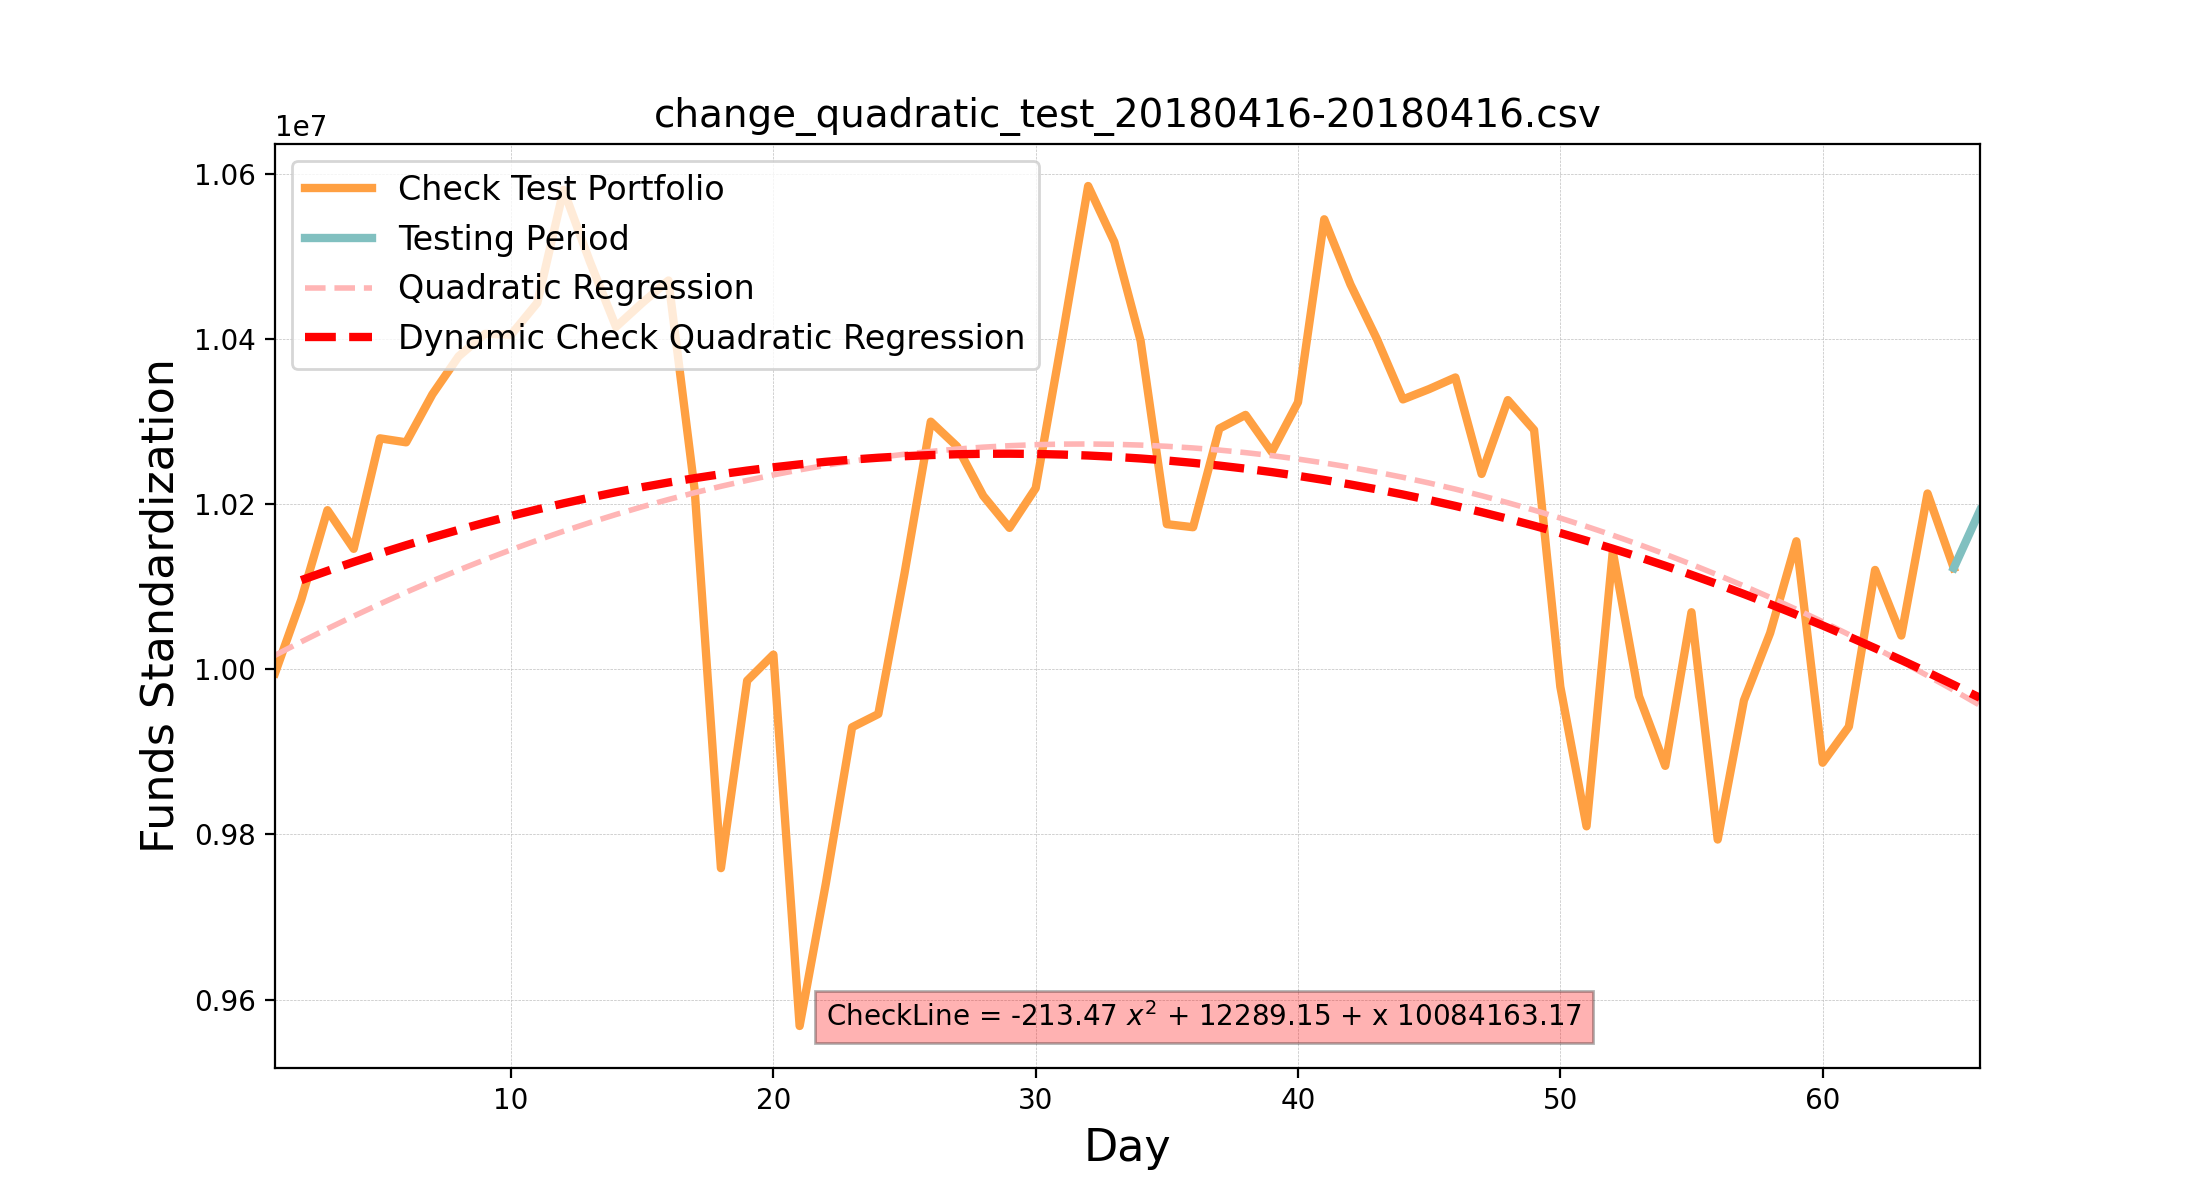 change_quadratic_test_20180416-20180416.csv
1e7
Check Test Portfolio
Testing Period
Quadratic Regression
Dynamic Check Quadratic Regression
1.06
1.04
1.02
1.00
0.98
0.96
Funds Standardization
CheckLine = -213.47 x² + 12289.15 + x 10084163.17
10 20 30 40 50 60
Day